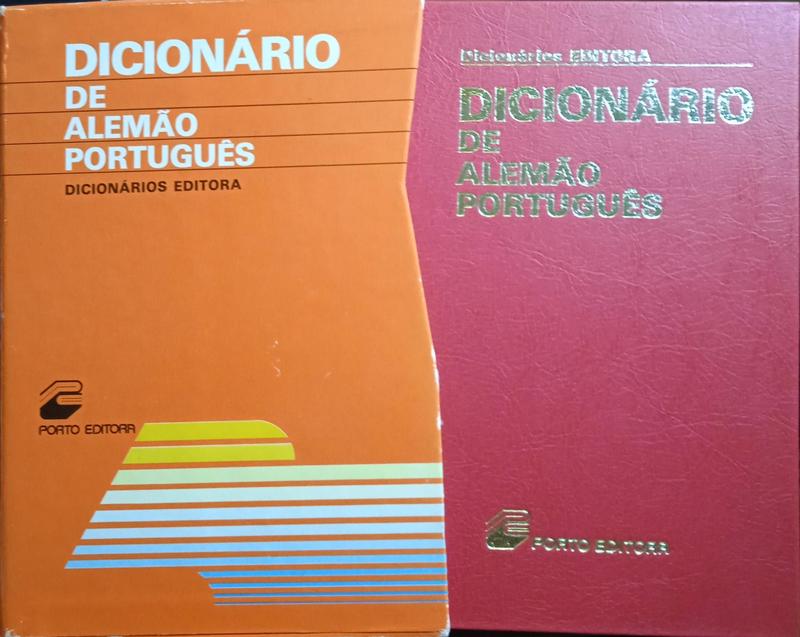 DICIONÁRIO
DE
ALEMÃO
PORTUGUÊS
DICIONÁRIOS EDITORA
PORTO EDITORA
Dicionários EDITORA
DICIONÁRIO
DE
ALEMÃO
PORTUGUÊS
PORTO EDITORA